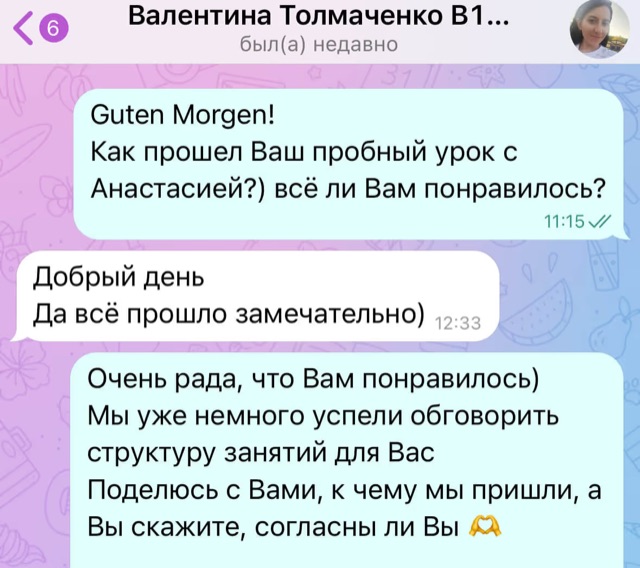 6
Валентина Толмаченко В1...
был(а) недавно
Guten Morgen!
Как прошел Ваш пробный урок с
Анастасией?) всё ли Вам понравилось?
11:15
Добрый день
Да всё прошло замечательно)
12:33
Очень рада, что Вам понравилось)
Мы уже немного успели обговорить
структуру занятий для Вас
Поделюсь с Вами, к чему мы пришли, а
Вы скажите, согласны ли Вы 🫶